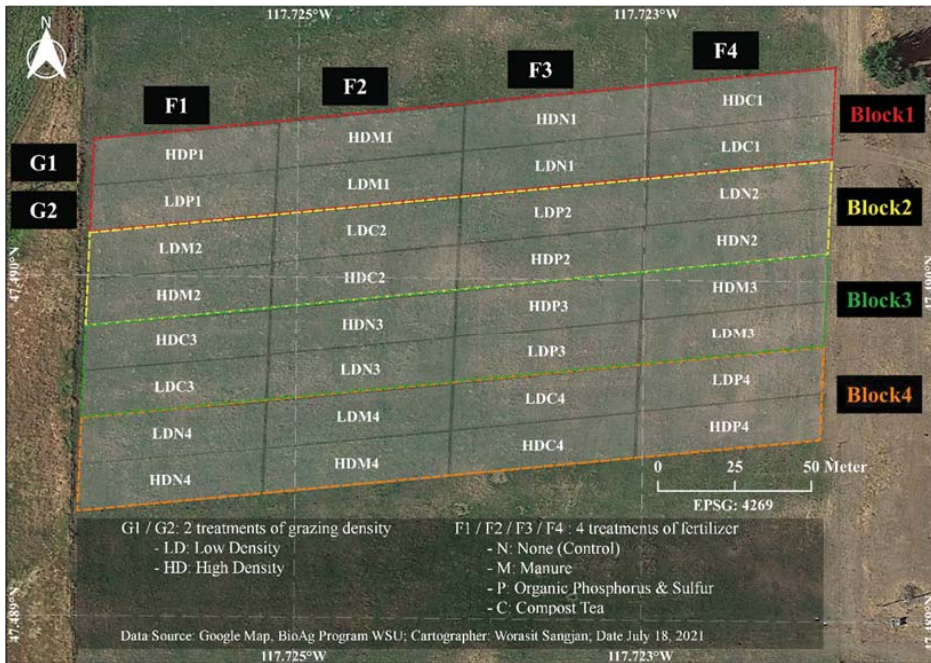 117.725°W 117.723°W
N
F1 F2 F3 F4
HDP1 HDM1 HDN1 HDC1
Block1
G1
LDP1 LDM1 LDN1 LDC1
G2
LDM2 LDC2 LDP2 LDN2
Block2
HDM2 HDC2 HDP2 HDN2
47.490°N 47.490°N
HDC3 HDN3 HDP3 HDM3
Block3
LDC3 LDN3 LDP3 LDM3
LDN4 LDM4 LDC4 LDP4
Block4
HDN4 HDM4 HDC4 HDP4
0 25 50 Meter
EPSG: 4269
G1 / G2: 2 treatments of grazing density
- LD: Low Density
- HD: High Density
F1 / F2 / F3 / F4 : 4 treatments of fertilizer
- N: None (Control)
- M: Manure
- P: Organic Phosphorus & Sulfur
- C: Compost Tea
47.489°N 47.489°N
Data Source: Google Map, BioAg Program WSU; Cartographer: Worasit Sangjan; Date July 18, 2021
117.725°W 117.723°W